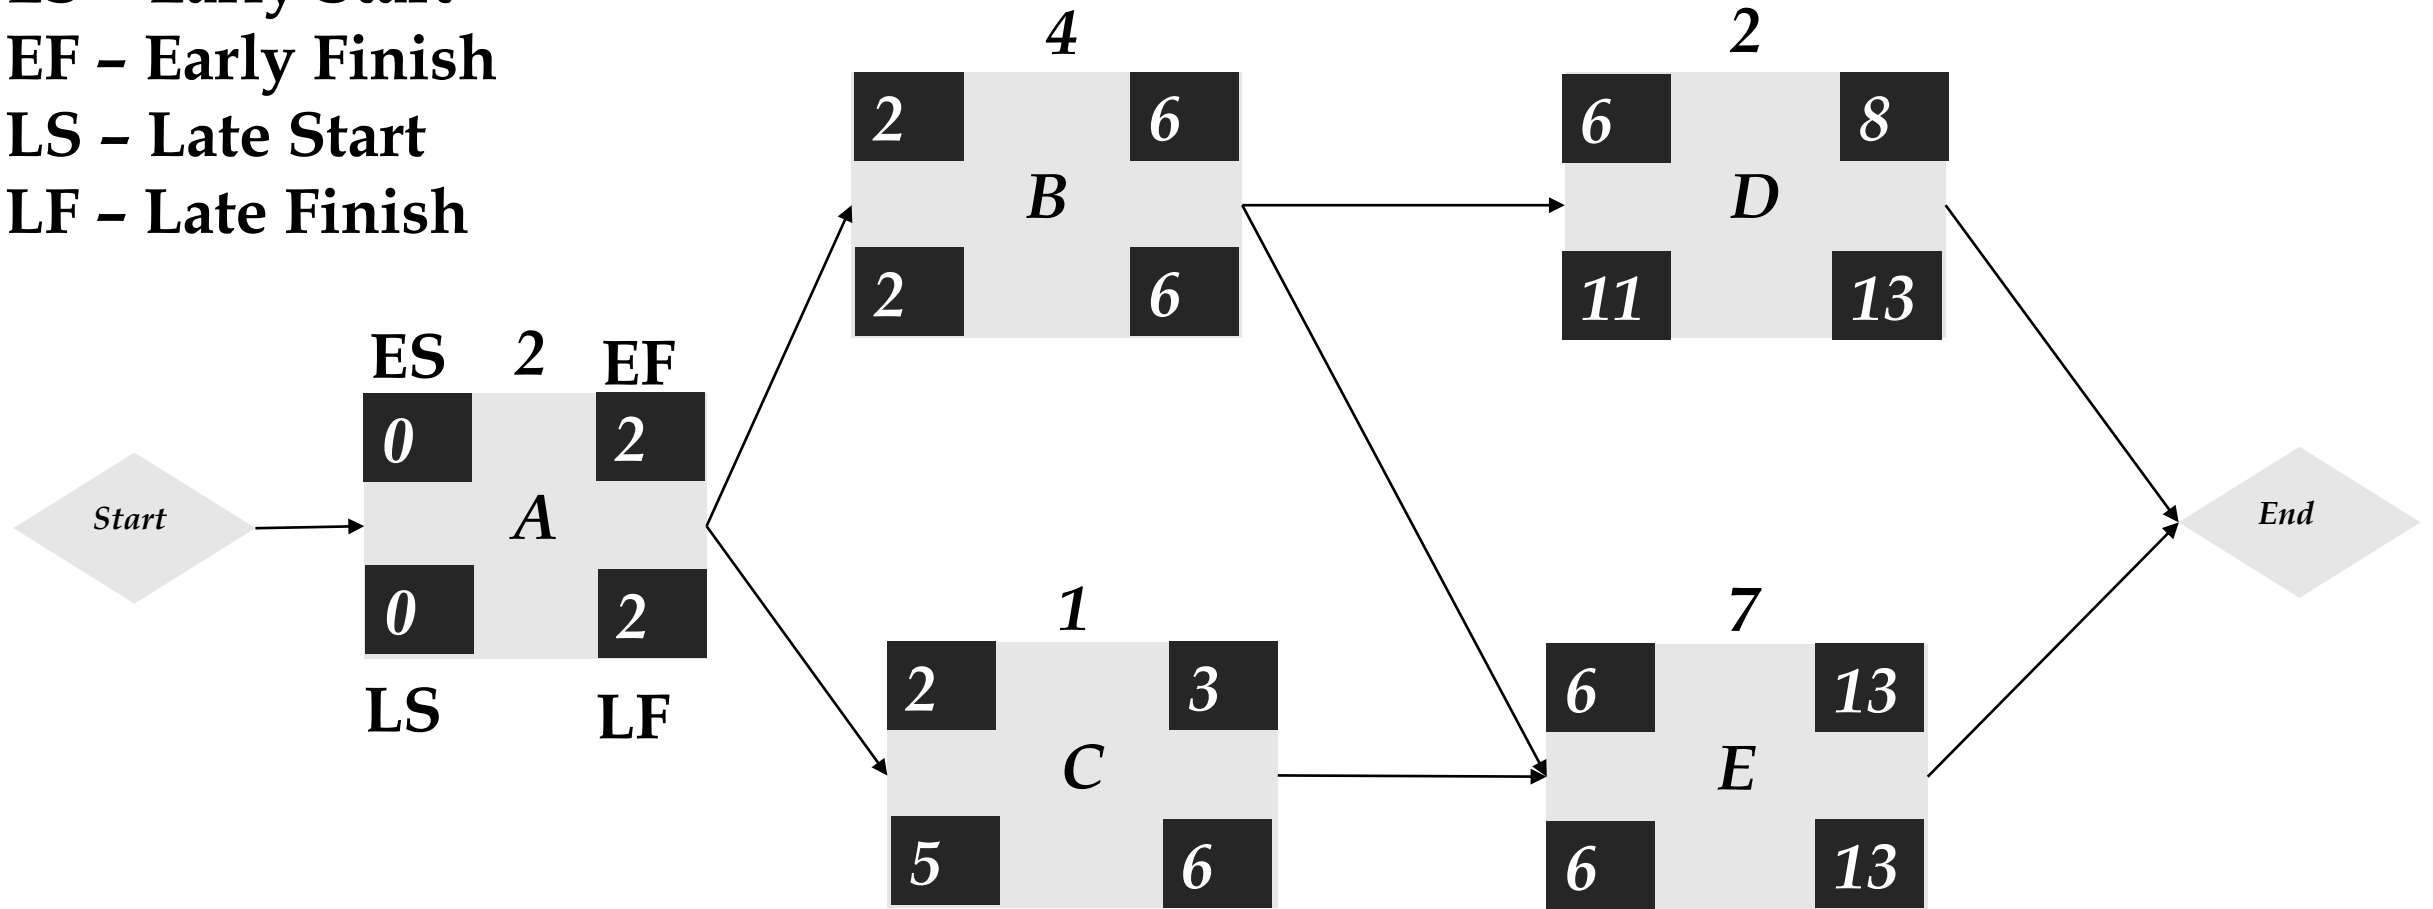 ES – Early Start
EF – Early Finish
LS – Late Start
LF – Late Finish
4
2 6
B
2 6
2
6 8
D
11 13
ES 2 EF
0 2
A
0 2
LS LF
Start
End
1
2 3
C
5 6
7
6 13
E
6 13